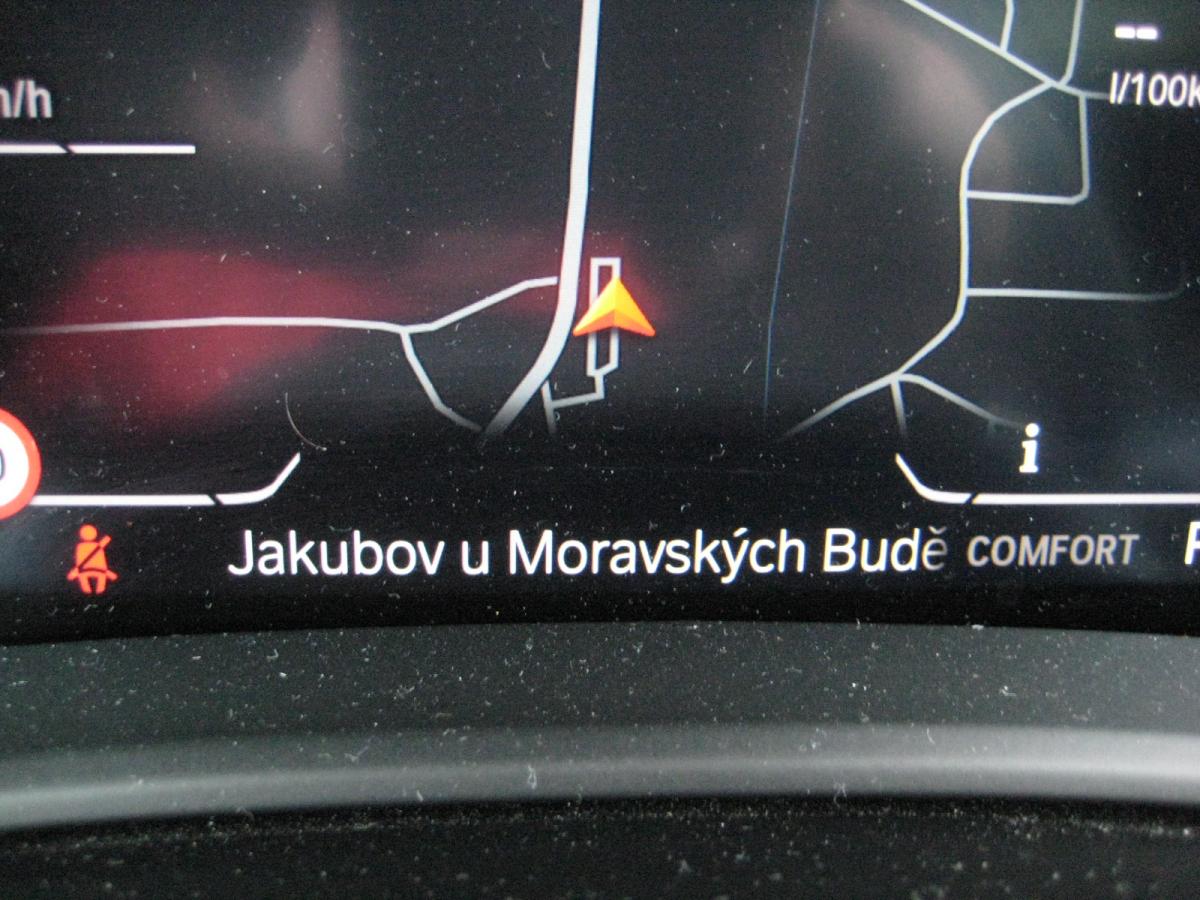 --
l/100K
m/h
i
Jakubov u Moravských Budě COMFORT